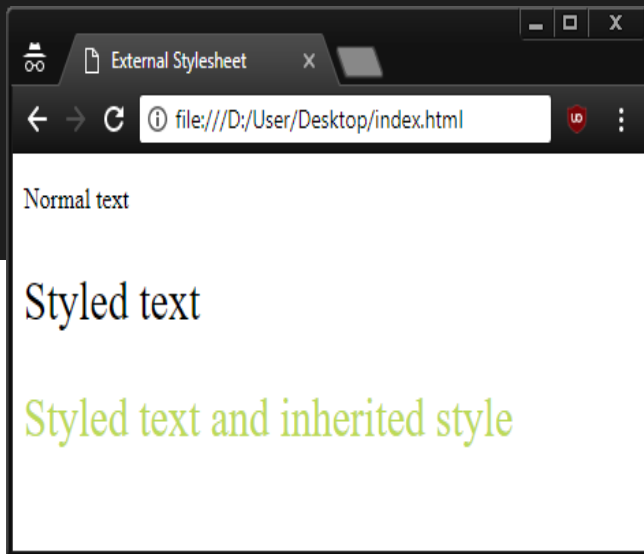 External Stylesheet
file:///D:/User/Desktop/index.html
Normal text
Styled text
Styled text and inherited style